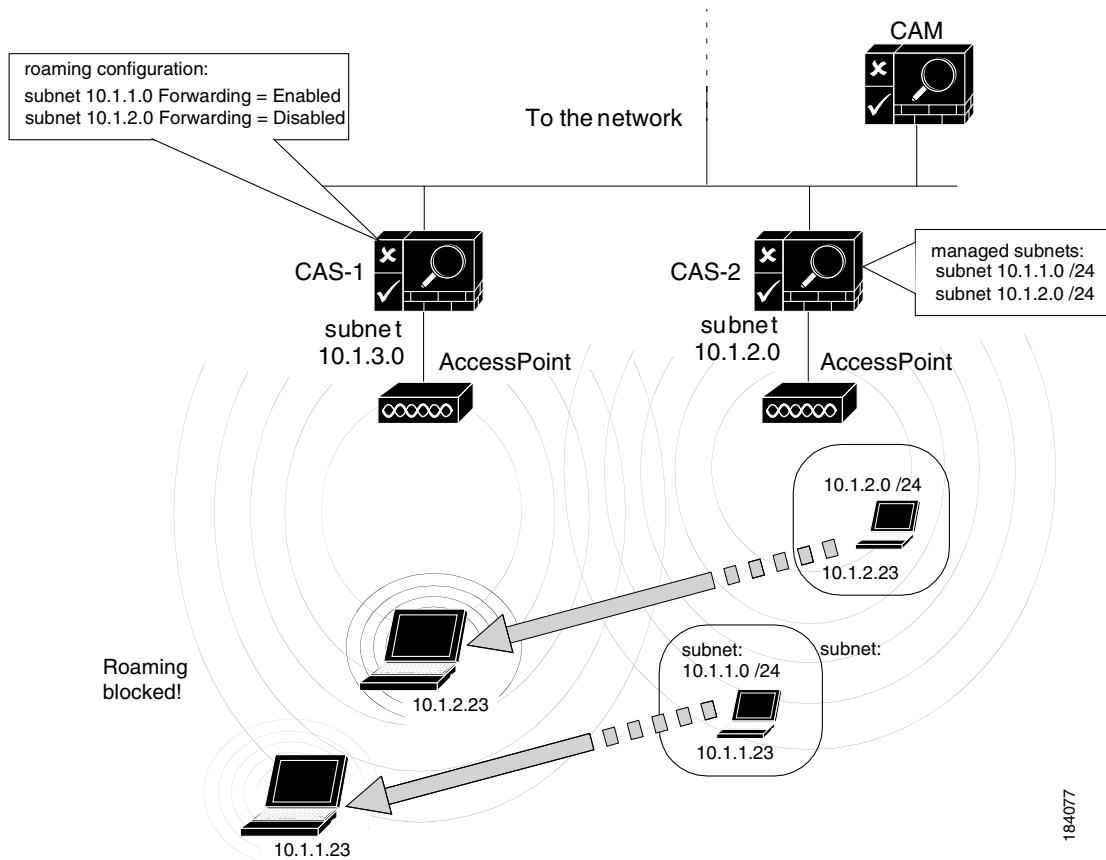 CAM
roaming configuration:
subnet 10.1.1.0 Forwarding = Enabled
subnet 10.1.2.0 Forwarding = Disabled
To the network
CAS-1
CAS-2
managed subnets:
subnet 10.1.1.0 /24
subnet 10.1.2.0 /24
subnet
10.1.3.0
AccessPoint
subnet
10.1.2.0
AccessPoint
10.1.2.0 /24
10.1.2.23
subnet:
10.1.1.0 /24
subnet:
10.1.1.23
Roaming
blocked!
10.1.2.23
10.1.1.23
184077